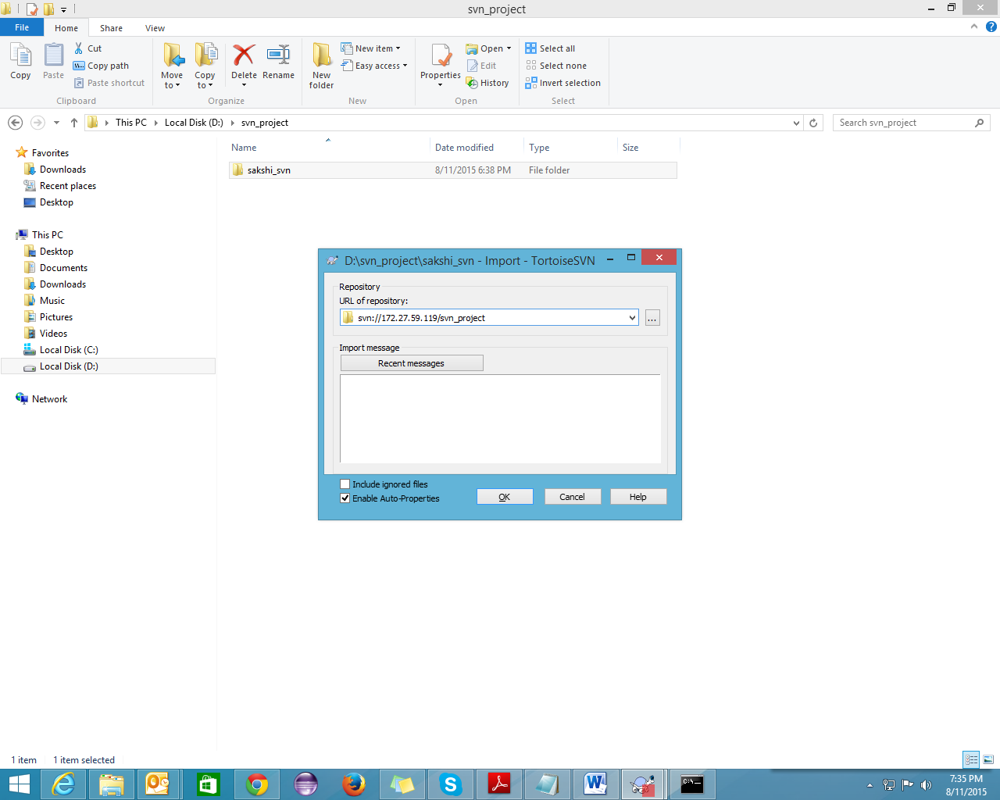 svn_project
File Home Share View
Copy
Paste
Cut
Copy path
Paste shortcut
Clipboard
Move to
Copy to
Delete
Rename
Organize
New folder
New item
Easy access
New
Properties
Open
Edit
History
Open
Select all
Select none
Invert selection
Select
This PC Local Disk (D:) svn_project
Search svn_project
Favorites
Downloads
Recent places
Desktop
This PC
Desktop
Documents
Downloads
Music
Pictures
Videos
Local Disk (C:)
Local Disk (D:)
Network
Name Date modified Type Size
sakshi_svn 8/11/2015 6:38 PM File folder
D:\svn_project\sakshi_svn - Import - TortoiseSVN
Repository
URL of repository:
svn://172.27.59.119/svn_project
...
Import message
Recent messages
Include ignored files
Enable Auto-Properties
OK Cancel Help
1 item 1 item selected
7:35 PM
8/11/2015